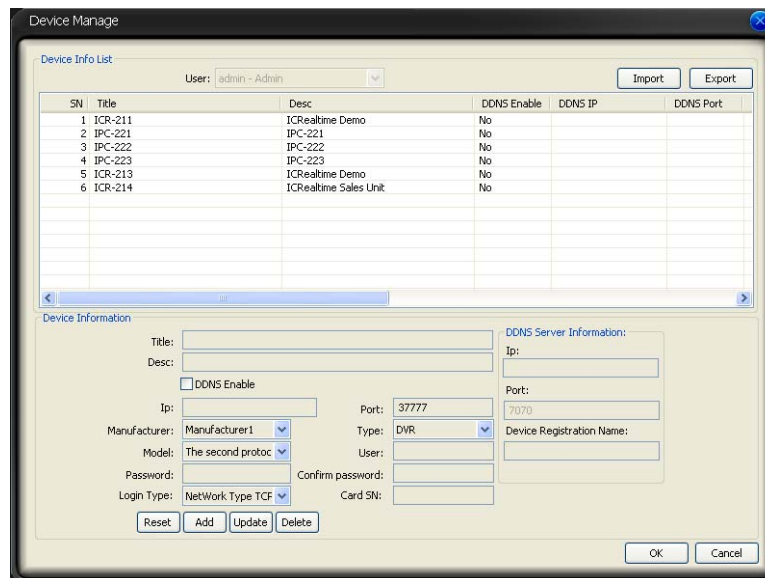 Device Manage
Device Info List
User: admin - Admin
Import Export
SN Title Desc DDNS Enable DDNS IP DDNS Port
1 ICR-211 ICRealtime Demo No
2 IPC-221 IPC-221 No
3 IPC-222 IPC-222 No
4 IPC-223 IPC-223 No
5 ICR-213 ICRealtime Demo No
6 ICR-214 ICRealtime Sales Unit No
Device Information
Title:
Desc:
DDNS Enable
Ip: Port: 37777
Manufacturer: Manufacturer1 Type: DVR
Model: The second protoc User:
Password: Confirm password:
Login Type: NetWork Type TCP Card SN:
Reset Add Update Delete
DDNS Server Information:
Ip:
Port:
7070
Device Registration Name:
OK Cancel